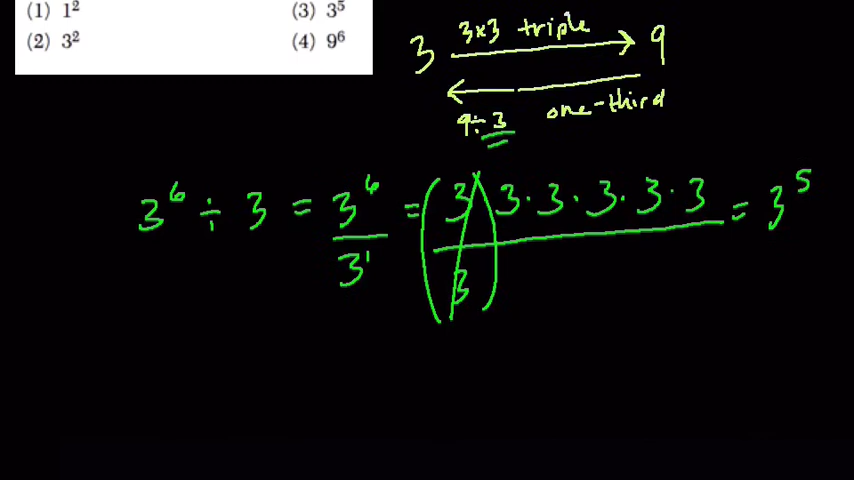 (1) 1² (3) 3⁵
(2) 3² (4) 9⁶
3 3×3 triple 9
9÷3 one-third
3⁶ ÷ 3 = 3⁶/3¹ = (3/3) 3·3·3·3·3 = 3⁵